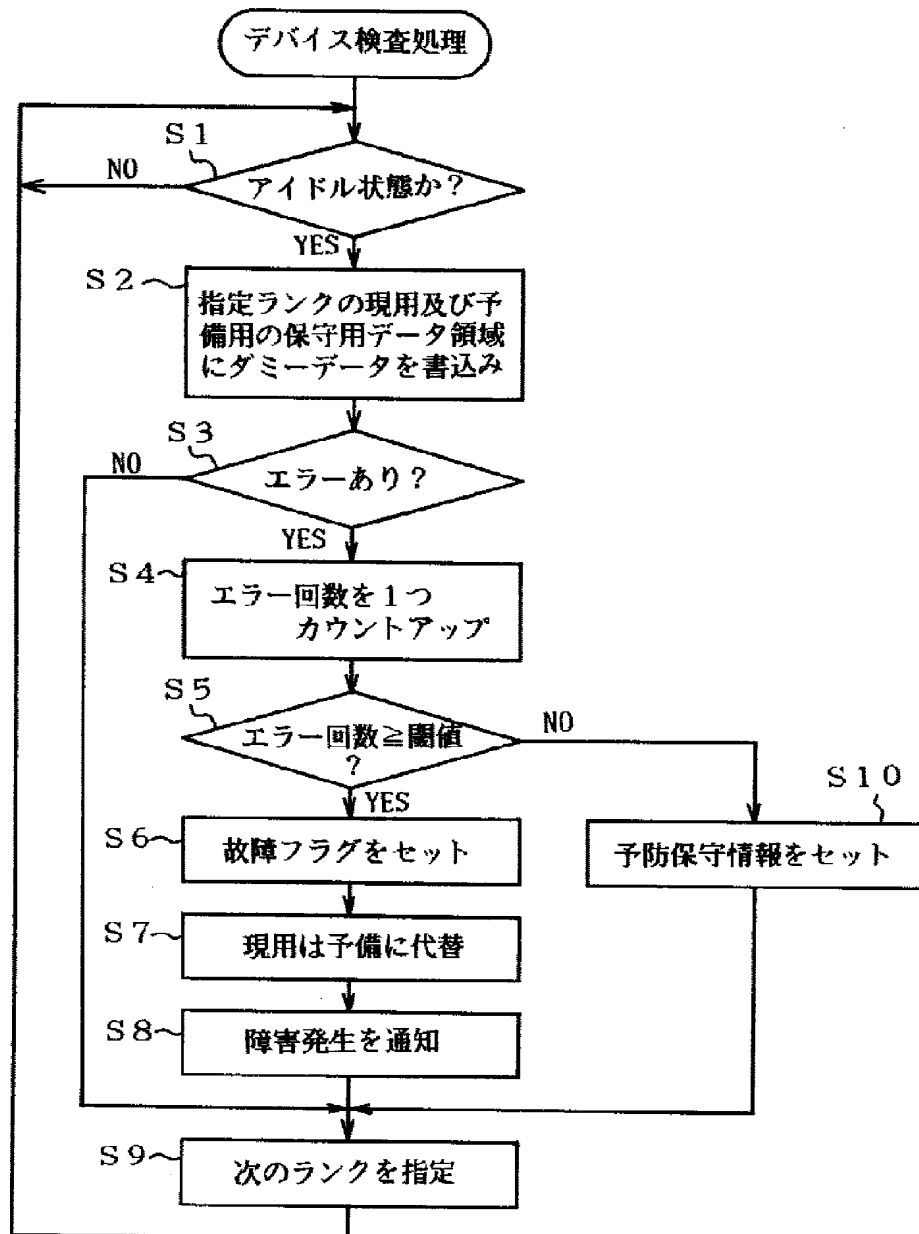 デバイス検査処理
S1
NO
アイドル状態か?
YES
S2
指定ランクの現用及び予
備用の保守用データ領域
にダミーデータを書込み
S3
NO
エラーあり?
YES
S4
エラー回数を1つ
カウントアップ
S5
エラー回数≧閾値
?
NO
YES
S10
S6
故障フラグをセット
予防保守情報をセット
S7
現用は予備に代替
S8
障害発生を通知
S9
次のランクを指定